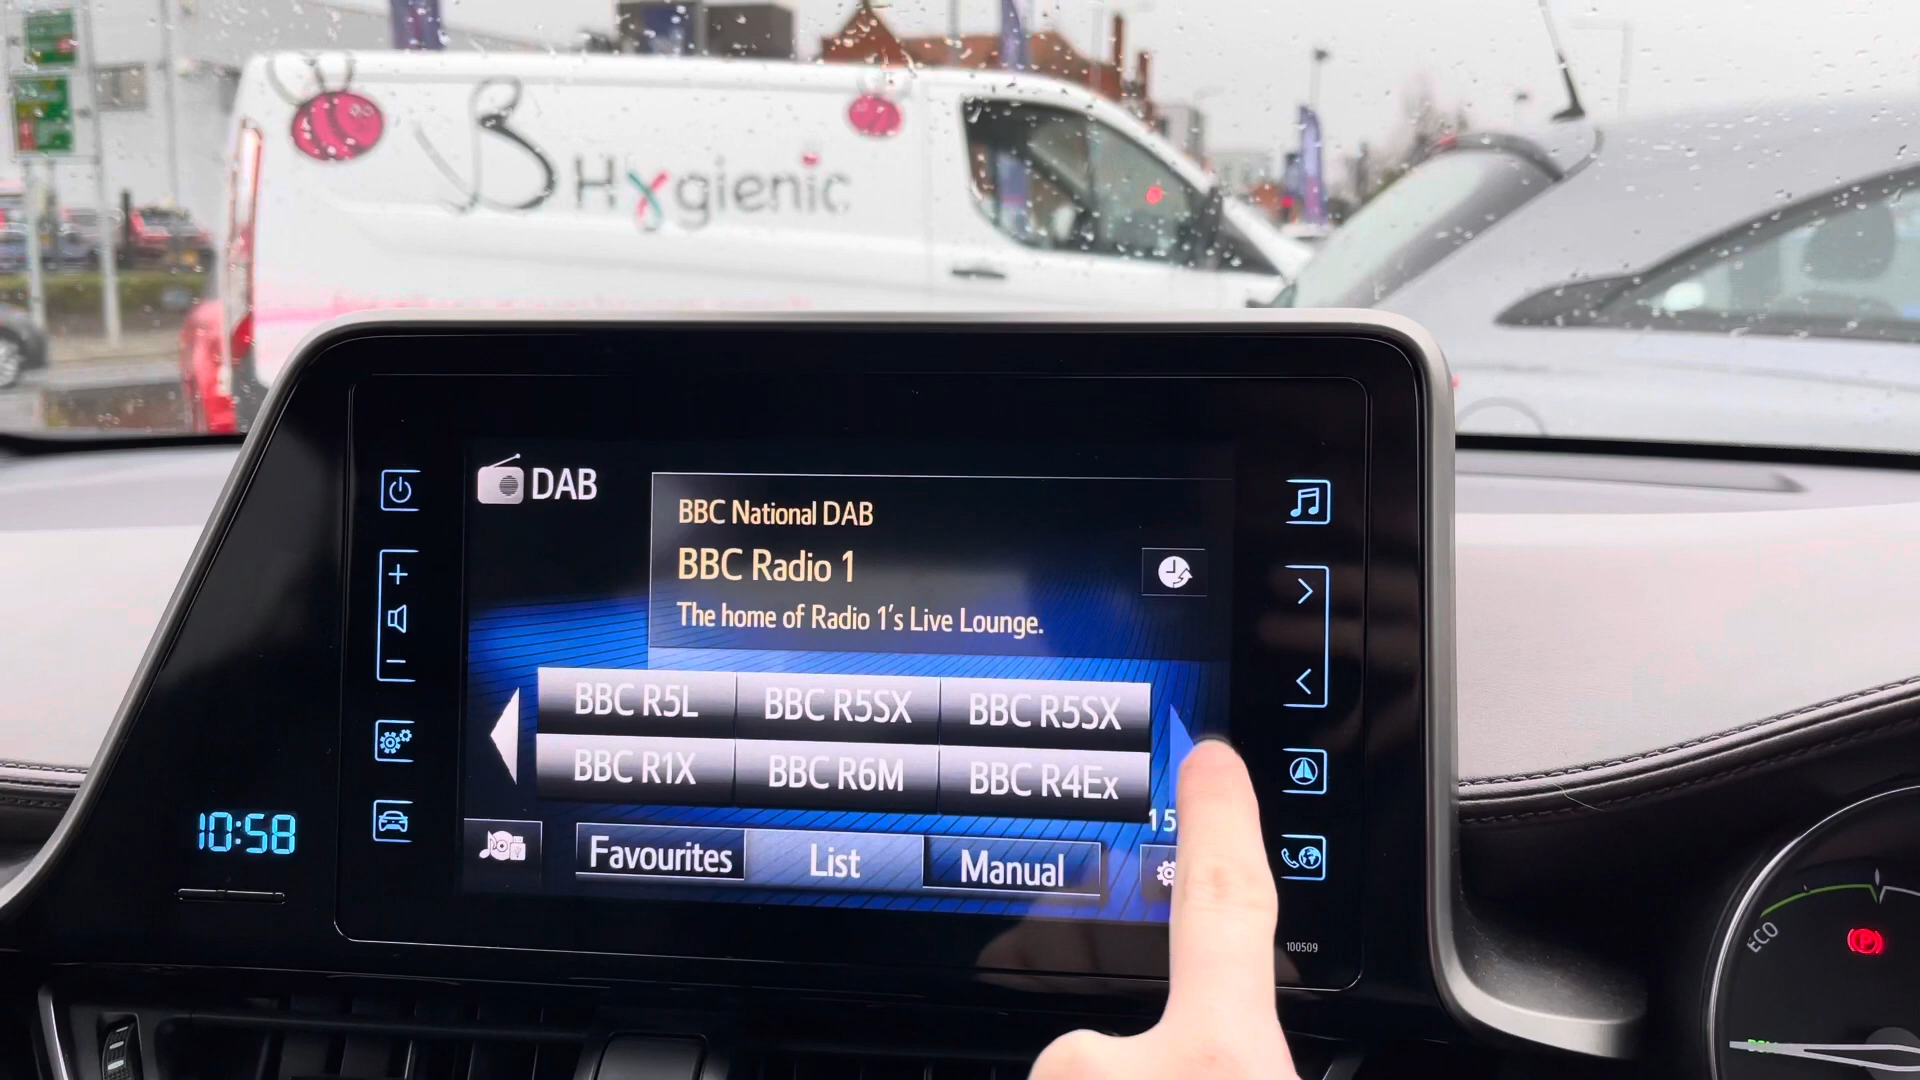 B Hygienic
DAB
BBC National DAB
BBC Radio 1
The home of Radio 1's Live Lounge.
BBC R5L
BBC R5SX
BBC R5SX
BBC R1X
BBC R6M
BBC R4Ex
15
Favourites
List
Manual
10:58
100509
ECO
P